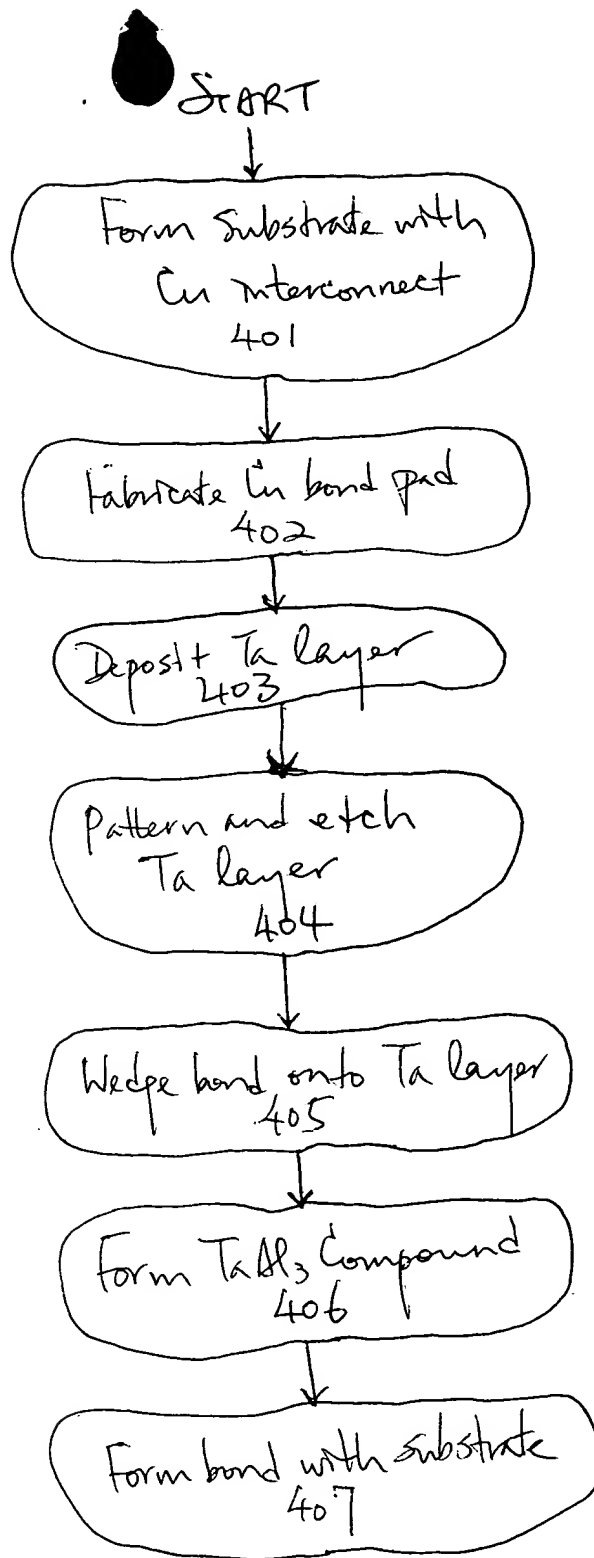 START
Form Substrate with
Cu interconnect
401
Fabricate Cu bond pad
402
Deposit Ta layer
403
Pattern and etch
Ta layer
404
Wedge bond onto Ta layer
405
Form TaAl₃ Compound
406
Form bond with substrate
407